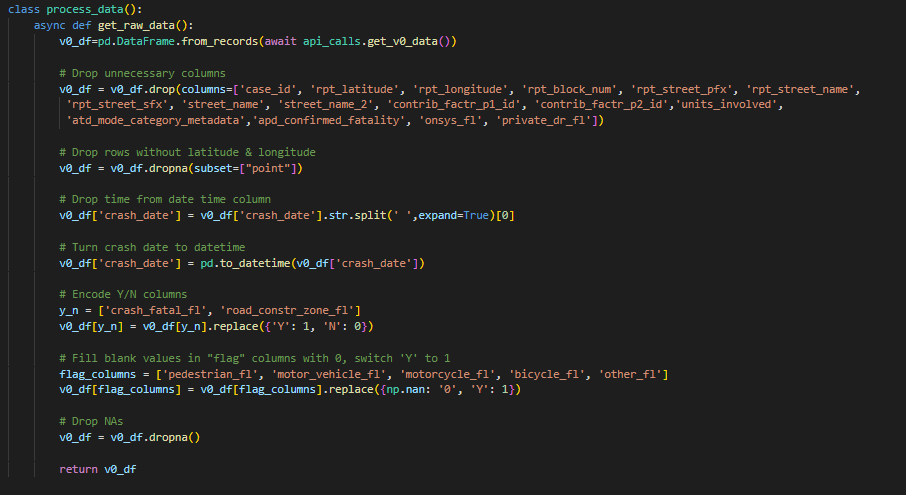 class process_data():
async def get_raw_data():
v0_df=pd.DataFrame.from_records(await api_calls.get_v0_data())
# Drop unnecessary columns
v0_df = v0_df.drop(columns=['case_id', 'rpt_latitude', 'rpt_longitude', 'rpt_block_num', 'rpt_street_pfx', 'rpt_street_name',
'rpt_street_sfx', 'street_name', 'street_name_2', 'contrib_factr_p1_id', 'contrib_factr_p2_id','units_involved',
'atd_mode_category_metadata','apd_confirmed_fatality', 'onsys_fl', 'private_dr_fl'])
# Drop rows without latitude & longitude
v0_df = v0_df.dropna(subset=["point"])
# Drop time from date time column
v0_df['crash_date'] = v0_df['crash_date'].str.split(' ',expand=True)[0]
# Turn crash date to datetime
v0_df['crash_date'] = pd.to_datetime(v0_df['crash_date'])
# Encode Y/N columns
y_n = ['crash_fatal_fl', 'road_constr_zone_fl']
v0_df[y_n] = v0_df[y_n].replace({'Y': 1, 'N': 0})
# Fill blank values in "flag" columns with 0, switch 'Y' to 1
flag_columns = ['pedestrian_fl', 'motor_vehicle_fl', 'motorcycle_fl', 'bicycle_fl', 'other_fl']
v0_df[flag_columns] = v0_df[flag_columns].replace({np.nan: '0', 'Y': 1})
# Drop NAs
v0_df = v0_df.dropna()
return v0_df